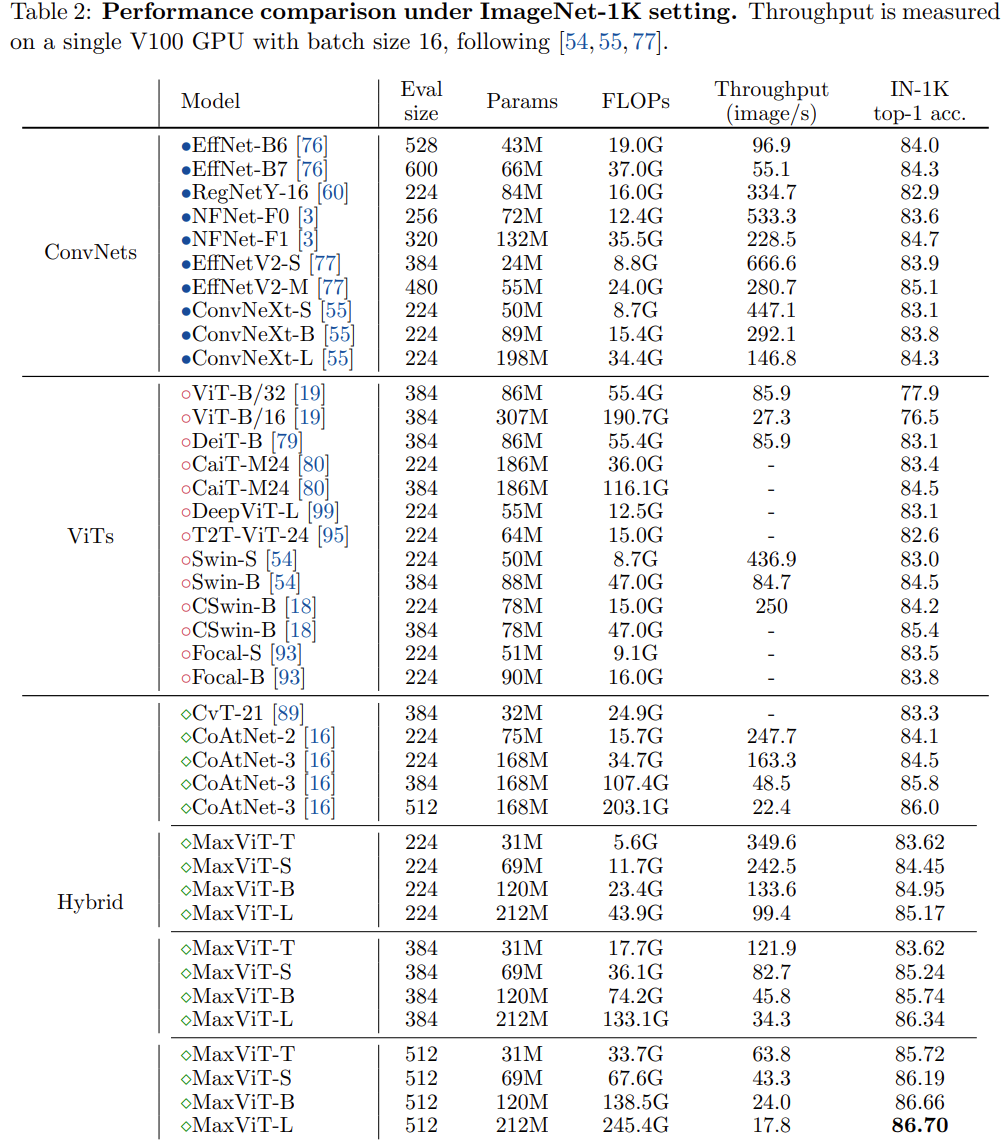 Table 2: Performance comparison under ImageNet-1K setting. Throughput is measured
on a single V100 GPU with batch size 16, following [54,55,77].
Model Eval size Params FLOPs Throughput (image/s) IN-1K top-1 acc.
ConvNets
●EffNet-B6 [76] 528 43M 19.0G 96.9 84.0
●EffNet-B7 [76] 600 66M 37.0G 55.1 84.3
●RegNetY-16 [60] 224 84M 16.0G 334.7 82.9
●NFNet-F0 [3] 256 72M 12.4G 533.3 83.6
●NFNet-F1 [3] 320 132M 35.5G 228.5 84.7
●EffNetV2-S [77] 384 24M 8.8G 666.6 83.9
●EffNetV2-M [77] 480 55M 24.0G 280.7 85.1
●ConvNeXt-S [55] 224 50M 8.7G 447.1 83.1
●ConvNeXt-B [55] 224 89M 15.4G 292.1 83.8
●ConvNeXt-L [55] 224 198M 34.4G 146.8 84.3
ViTs
○ViT-B/32 [19] 384 86M 55.4G 85.9 77.9
○ViT-B/16 [19] 384 307M 190.7G 27.3 76.5
○DeiT-B [79] 384 86M 55.4G 85.9 83.1
○CaiT-M24 [80] 224 186M 36.0G - 83.4
○CaiT-M24 [80] 384 186M 116.1G - 84.5
○DeepViT-L [99] 224 55M 12.5G - 83.1
○T2T-ViT-24 [95] 224 64M 15.0G - 82.6
○Swin-S [54] 224 50M 8.7G 436.9 83.0
○Swin-B [54] 384 88M 47.0G 84.7 84.5
○CSwin-B [18] 224 78M 15.0G 250 84.2
○CSwin-B [18] 384 78M 47.0G - 85.4
○Focal-S [93] 224 51M 9.1G - 83.5
○Focal-B [93] 224 90M 16.0G - 83.8
Hybrid
◇CvT-21 [89] 384 32M 24.9G - 83.3
◇CoAtNet-2 [16] 224 75M 15.7G 247.7 84.1
◇CoAtNet-3 [16] 224 168M 34.7G 163.3 84.5
◇CoAtNet-3 [16] 384 168M 107.4G 48.5 85.8
◇CoAtNet-3 [16] 512 168M 203.1G 22.4 86.0
◇MaxViT-T 224 31M 5.6G 349.6 83.62
◇MaxViT-S 224 69M 11.7G 242.5 84.45
◇MaxViT-B 224 120M 23.4G 133.6 84.95
◇MaxViT-L 224 212M 43.9G 99.4 85.17
◇MaxViT-T 384 31M 17.7G 121.9 83.62
◇MaxViT-S 384 69M 36.1G 82.7 85.24
◇MaxViT-B 384 120M 74.2G 45.8 85.74
◇MaxViT-L 384 212M 133.1G 34.3 86.34
◇MaxViT-T 512 31M 33.7G 63.8 85.72
◇MaxViT-S 512 69M 67.6G 43.3 86.19
◇MaxViT-B 512 120M 138.5G 24.0 86.66
◇MaxViT-L 512 212M 245.4G 17.8 86.70